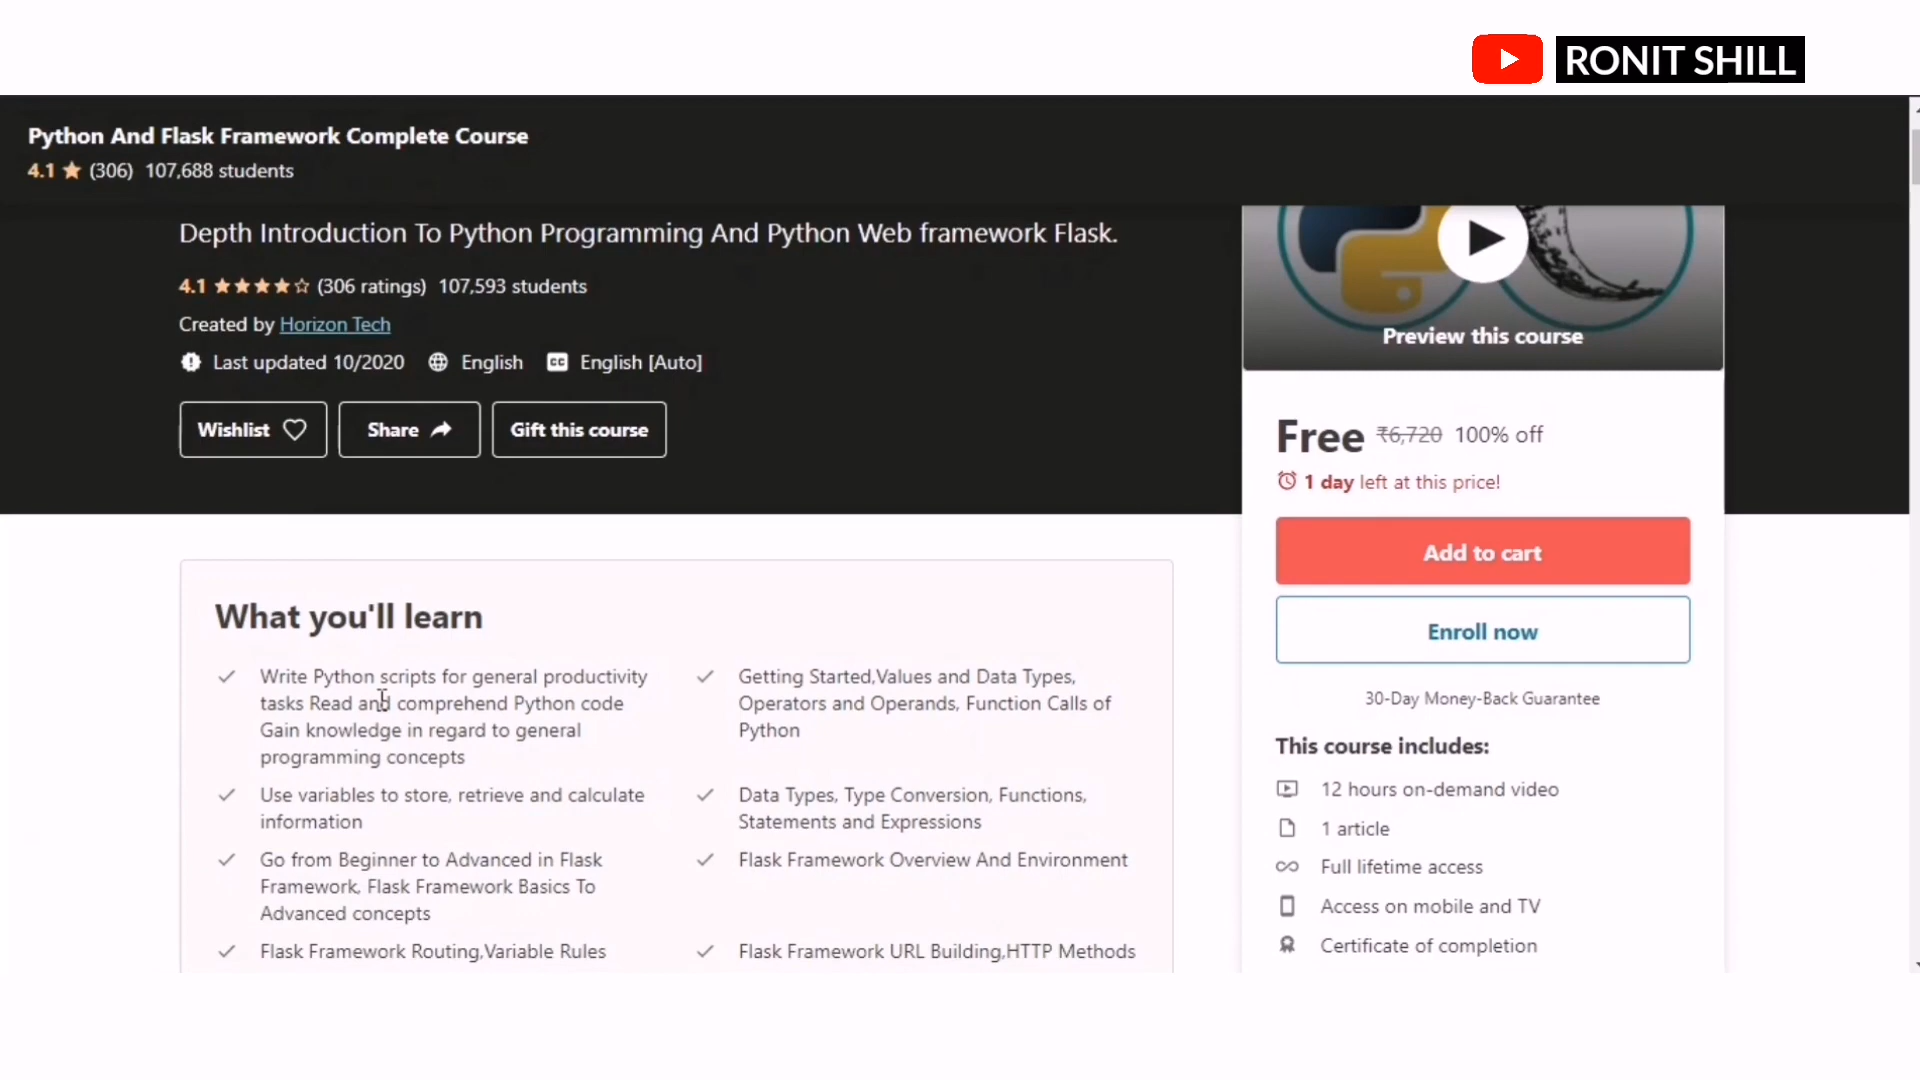 RONIT SHILL
Python And Flask Framework Complete Course
4.1 (306) 107,688 students
Depth Introduction To Python Programming And Python Web framework Flask.
4.1 (306 ratings) 107,593 students
Created by Horizon Tech
Last updated 10/2020 English CC English [Auto]
Wishlist Share Gift this course
Preview this course
Free ₹6,720 100% off
1 day left at this price!
Add to cart
Enroll now
30-Day Money-Back Guarantee
This course includes:
12 hours on-demand video
1 article
Full lifetime access
Access on mobile and TV
Certificate of completion
What you'll learn
Write Python scripts for general productivity
tasks Read and comprehend Python code
Gain knowledge in regard to general
programming concepts
Getting Started,Values and Data Types,
Operators and Operands, Function Calls of
Python
Use variables to store, retrieve and calculate
information
Data Types, Type Conversion, Functions,
Statements and Expressions
Go from Beginner to Advanced in Flask
Framework, Flask Framework Basics To
Advanced concepts
Flask Framework Overview And Environment
Flask Framework Routing,Variable Rules
Flask Framework URL Building,HTTP Methods